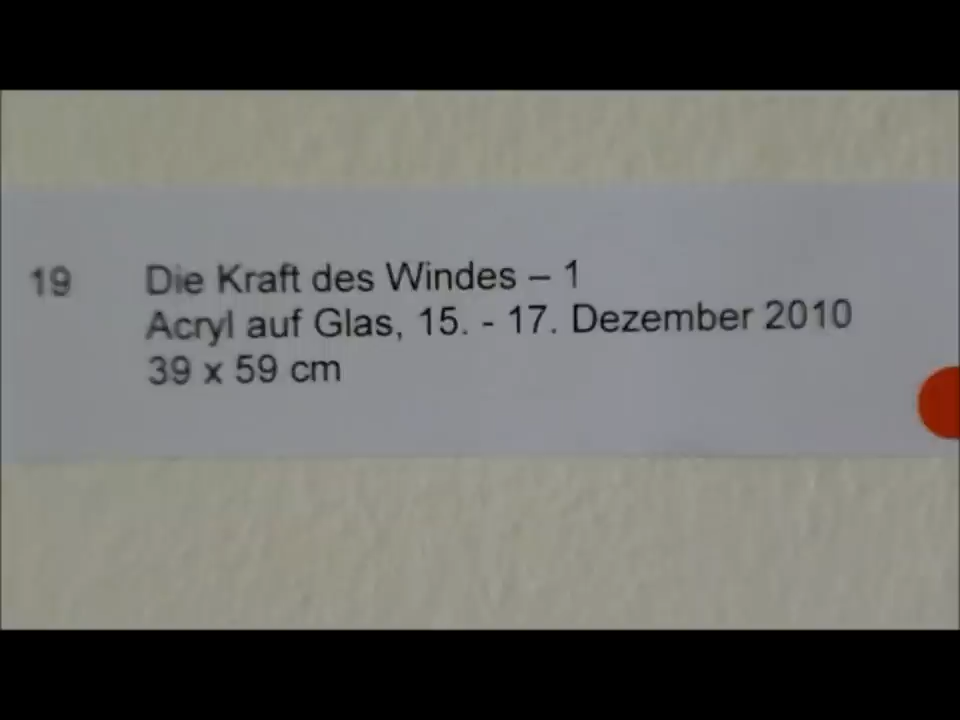 19 Die Kraft des Windes – 1
Acryl auf Glas, 15. - 17. Dezember 2010
39 x 59 cm